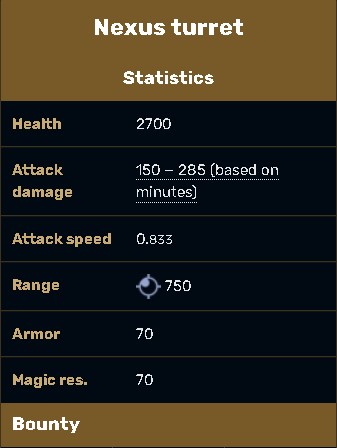 Nexus turret
Statistics
Health 2700
Attack damage 150 – 285 (based on minutes)
Attack speed 0.833
Range 750
Armor 70
Magic res. 70
Bounty